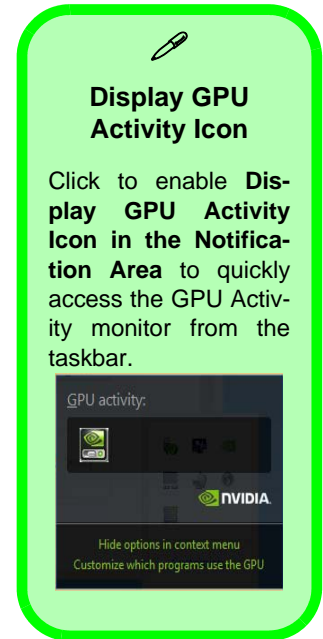 Display GPU
Activity Icon
Click to enable Dis-
play GPU Activity
Icon in the Notifica-
tion Area to quickly
access the GPU Activ-
ity monitor from the
taskbar.
GPU activity:
NVIDIA.
Hide options in context menu
Customize which programs use the GPU